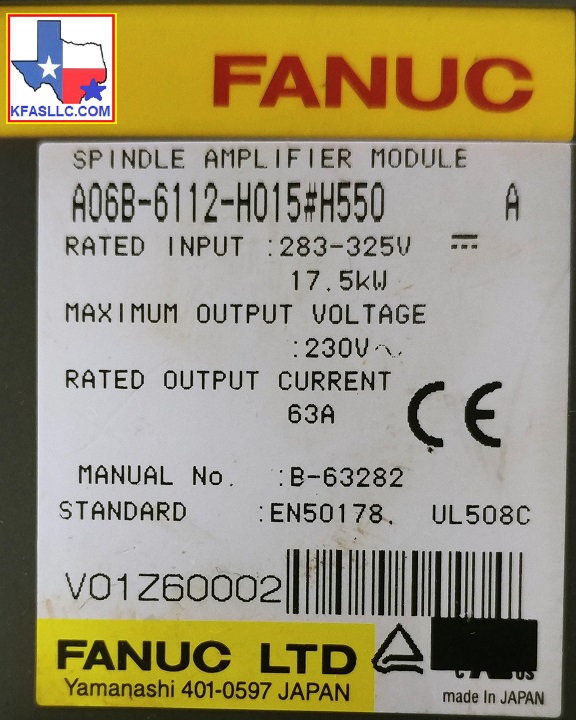 KFASLLC.COM
FANUC
SPINDLE AMPLIFIER MODULE
A06B-6112-H015#H550 A
RATED INPUT :283-325V ⎓
17.5kW
MAXIMUM OUTPUT VOLTAGE
:230V～
RATED OUTPUT CURRENT
63A
CE
MANUAL No. :B-63282
STANDARD :EN50178, UL508C
V01Z60002
FANUC LTD
Yamanashi 401-0597 JAPAN
made In JAPAN